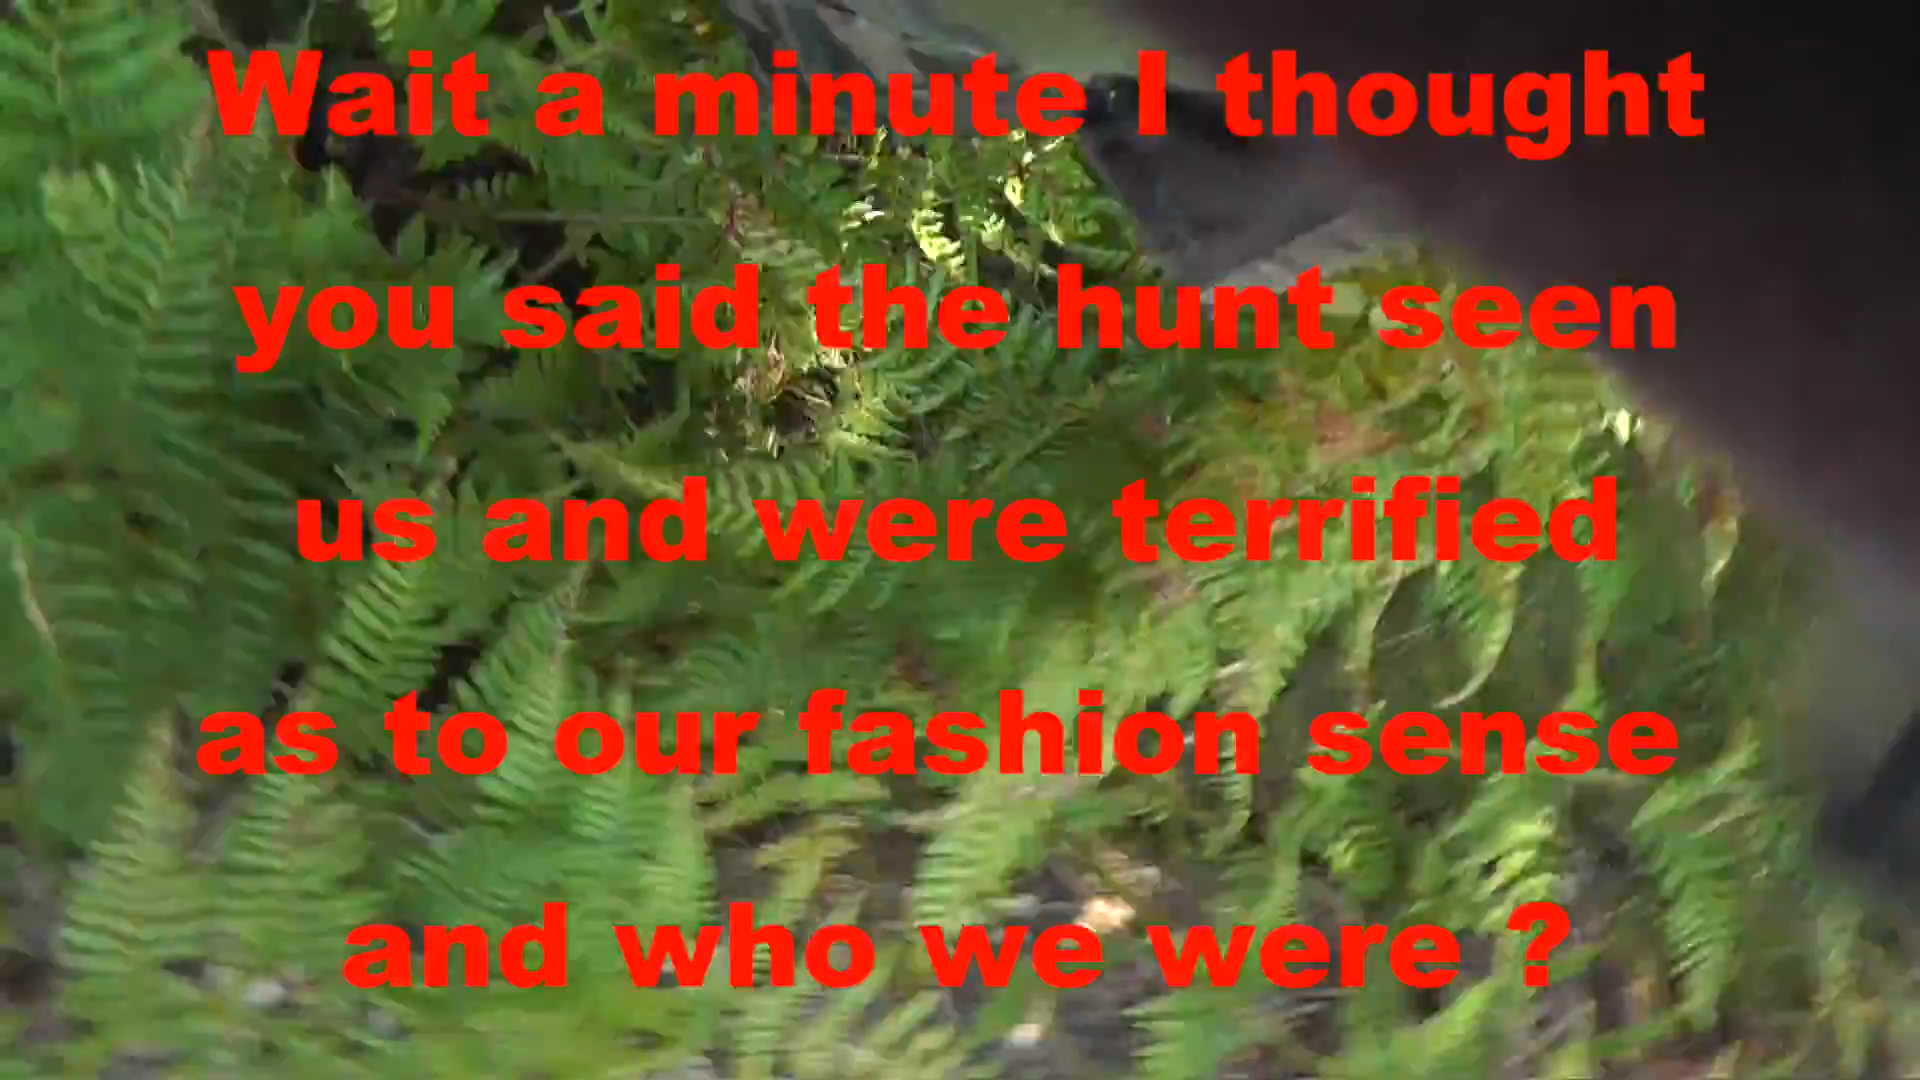 Wait a minute I thought
you said the hunt seen
us and were terrified
as to our fashion sense
and who we were ?